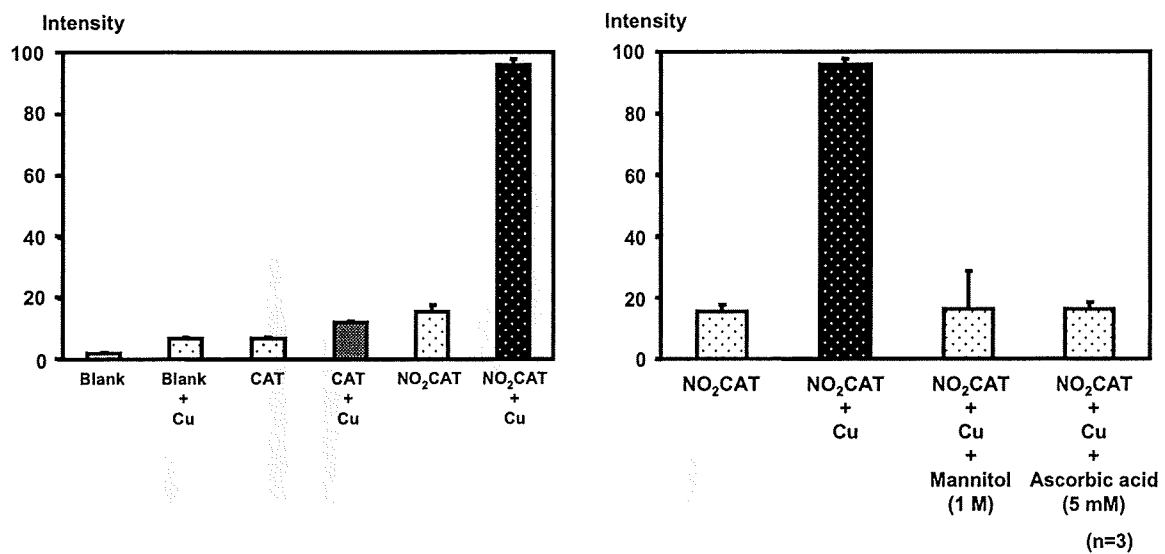 Intensity
100
80
60
40
20
0
Blank
Blank
+
Cu
CAT
CAT
+
Cu
NO₂CAT
NO₂CAT
+
Cu
Intensity
100
80
60
40
20
0
NO₂CAT
NO₂CAT
+
Cu
NO₂CAT
+
Cu
+
Mannitol
(1 M)
NO₂CAT
+
Cu
+
Ascorbic acid
(5 mM)
(n=3)